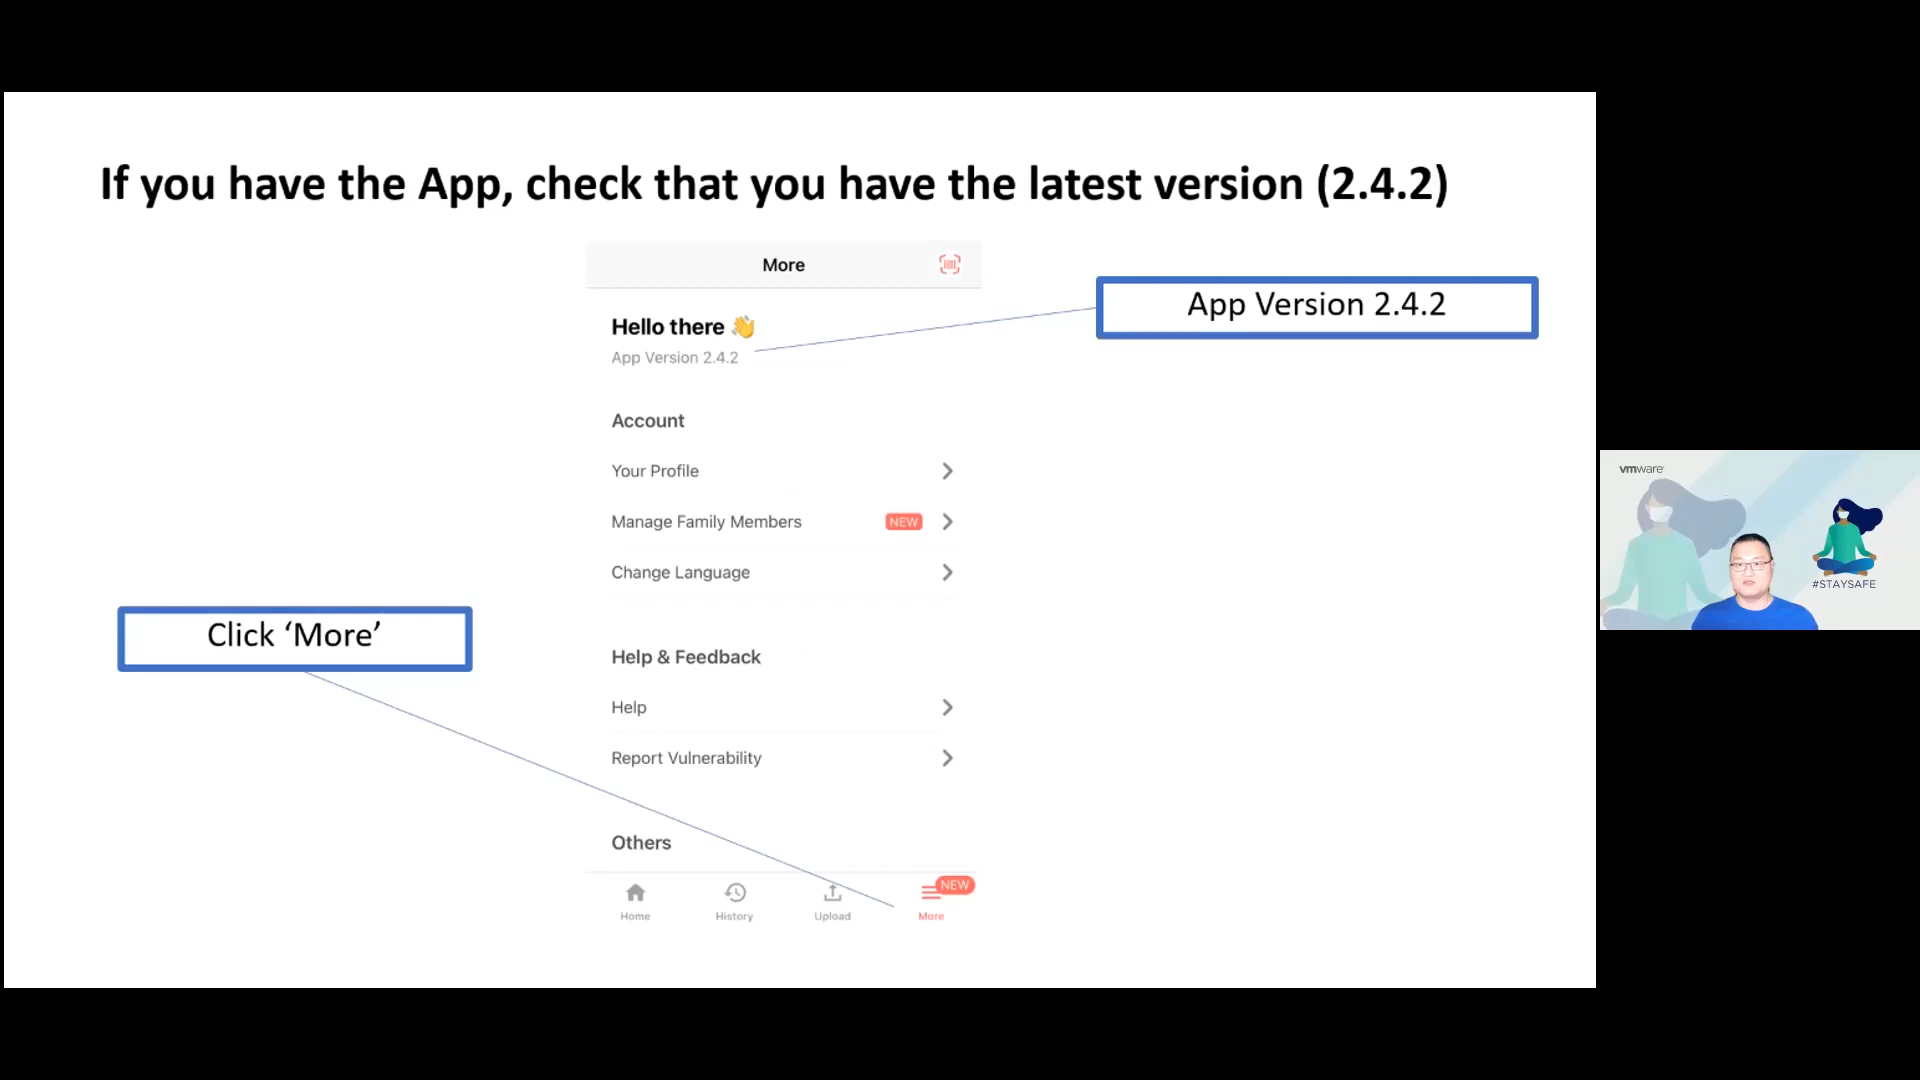 If you have the App, check that you have the latest version (2.4.2)
More
App Version 2.4.2
Hello there 👋
App Version 2.4.2
Account
Your Profile
Manage Family Members NEW
Change Language
Click ‘More’
Help & Feedback
Help
Report Vulnerability
Others
NEW
Home History Upload More
vmware
#STAYSAFE